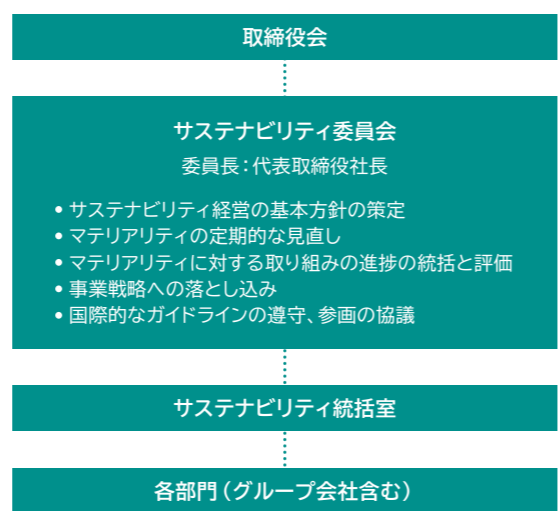 取締役会
サステナビリティ委員会
委員長：代表取締役社長
• サステナビリティ経営の基本方針の策定
• マテリアリティの定期的な見直し
• マテリアリティに対する取り組みの進捗の統括と評価
• 事業戦略への落とし込み
• 国際的なガイドラインの遵守、参画の協議
サステナビリティ統括室
各部門（グループ会社含む）